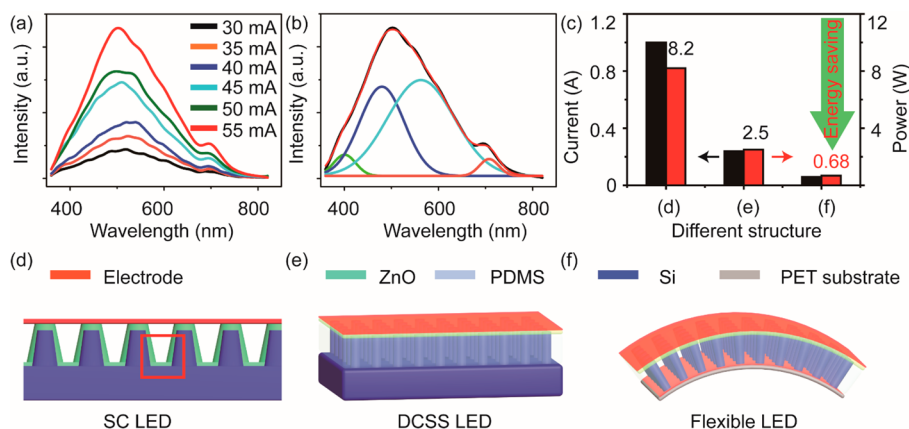 (a)
30 mA
35 mA
40 mA
45 mA
50 mA
55 mA
Intensity (a.u.)
400 600 800
Wavelength (nm)
(b)
Intensity (a.u.)
400 600 800
Wavelength (nm)
(c)
1.2
0.8
0.4
0
Current (A)
8.2
2.5
0.68
Energy saving
12
8
4
0
Power (W)
(d) (e) (f)
Different structure
(d)
Electrode
SC LED
(e)
ZnO PDMS
DCSS LED
(f)
Si PET substrate
Flexible LED